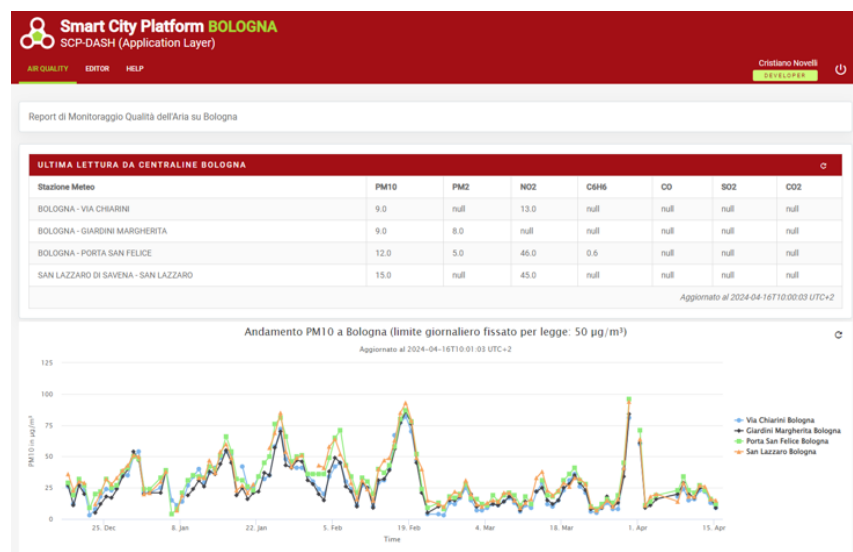 Smart City Platform BOLOGNA
SCP-DASH (Application Layer)
AIR QUALITY EDITOR HELP
Cristiano Novelli
DEVELOPER
Report di Monitoraggio Qualità dell'Aria su Bologna
ULTIMA LETTURA DA CENTRALINE BOLOGNA
Stazione Meteo PM10 PM2 NO2 C6H6 CO SO2 CO2
BOLOGNA - VIA CHIARINI 9.0 null 13.0 null null null null
BOLOGNA - GIARDINI MARGHERITA 9.0 8.0 null null null null null
BOLOGNA - PORTA SAN FELICE 12.0 5.0 46.0 0.6 null null null
SAN LAZZARO DI SAVENA - SAN LAZZARO 15.0 null 45.0 null null null null
Aggiornato al 2024-04-16T10:00:03 UTC+2
Andamento PM10 a Bologna (limite giornaliero fissato per legge: 50 µg/m³)
Aggiornato al 2024-04-16T10:01:03 UTC+2
PM10 in µg/m³
125
100
75
50
25
0
Via Chiarini Bologna
Giardini Margherita Bologna
Porta San Felice Bologna
San Lazzaro Bologna
25. Dec 8. Jan 22. Jan 5. Feb 19. Feb 4. Mar 18. Mar 1. Apr 15. Apr
Time